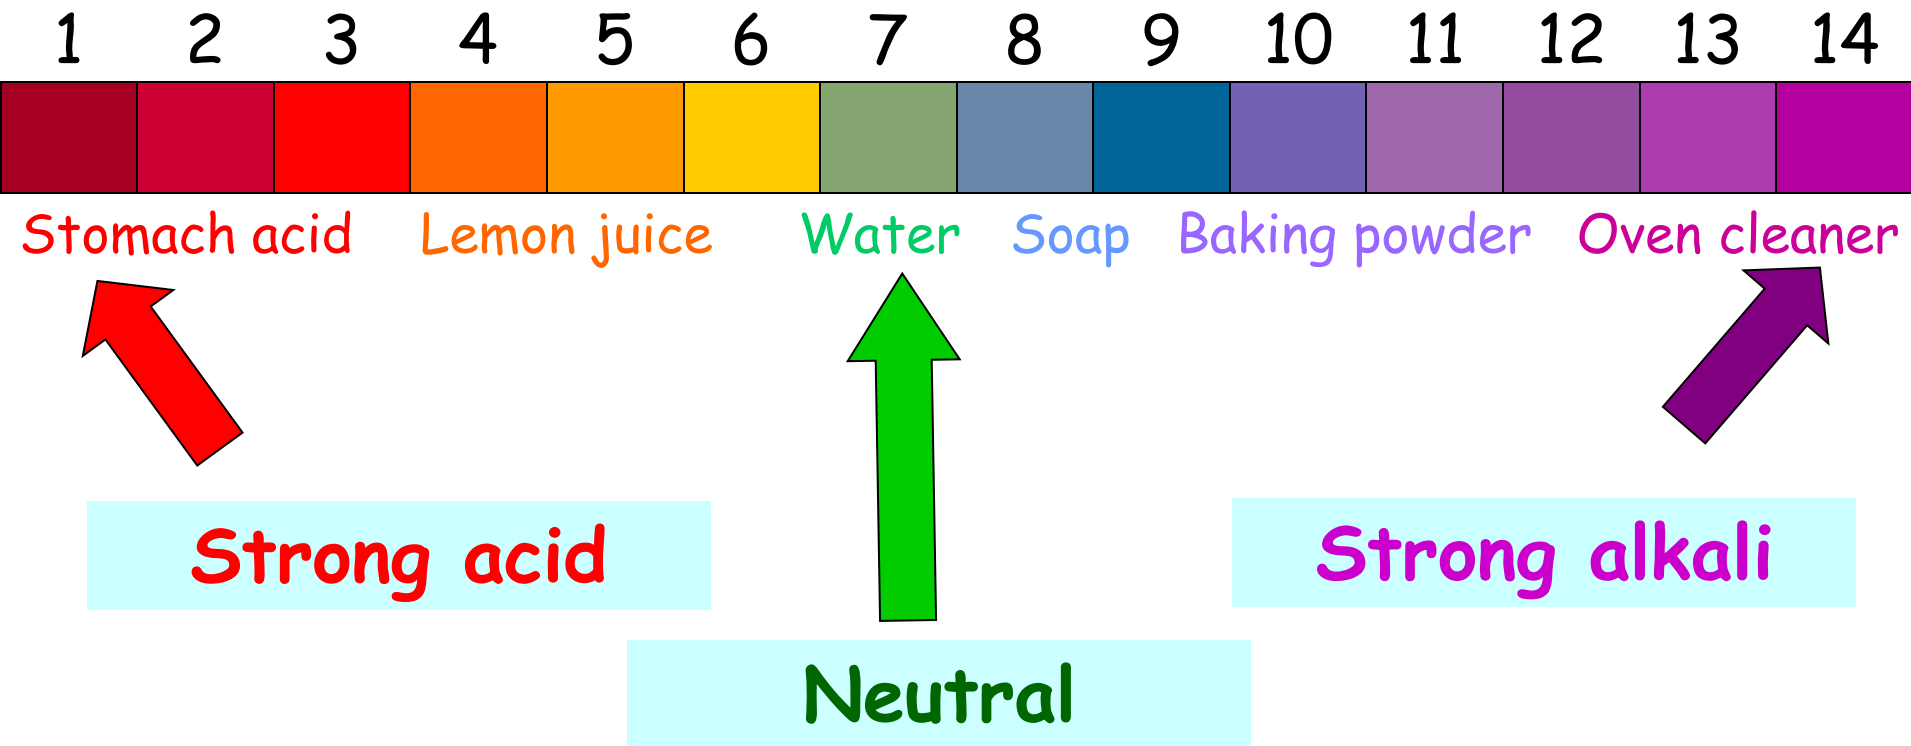 1 2 3 4 5 6 7 8 9 10 11 12 13 14
Stomach acid Lemon juice Water Soap Baking powder Oven cleaner
Strong acid Strong alkali
Neutral